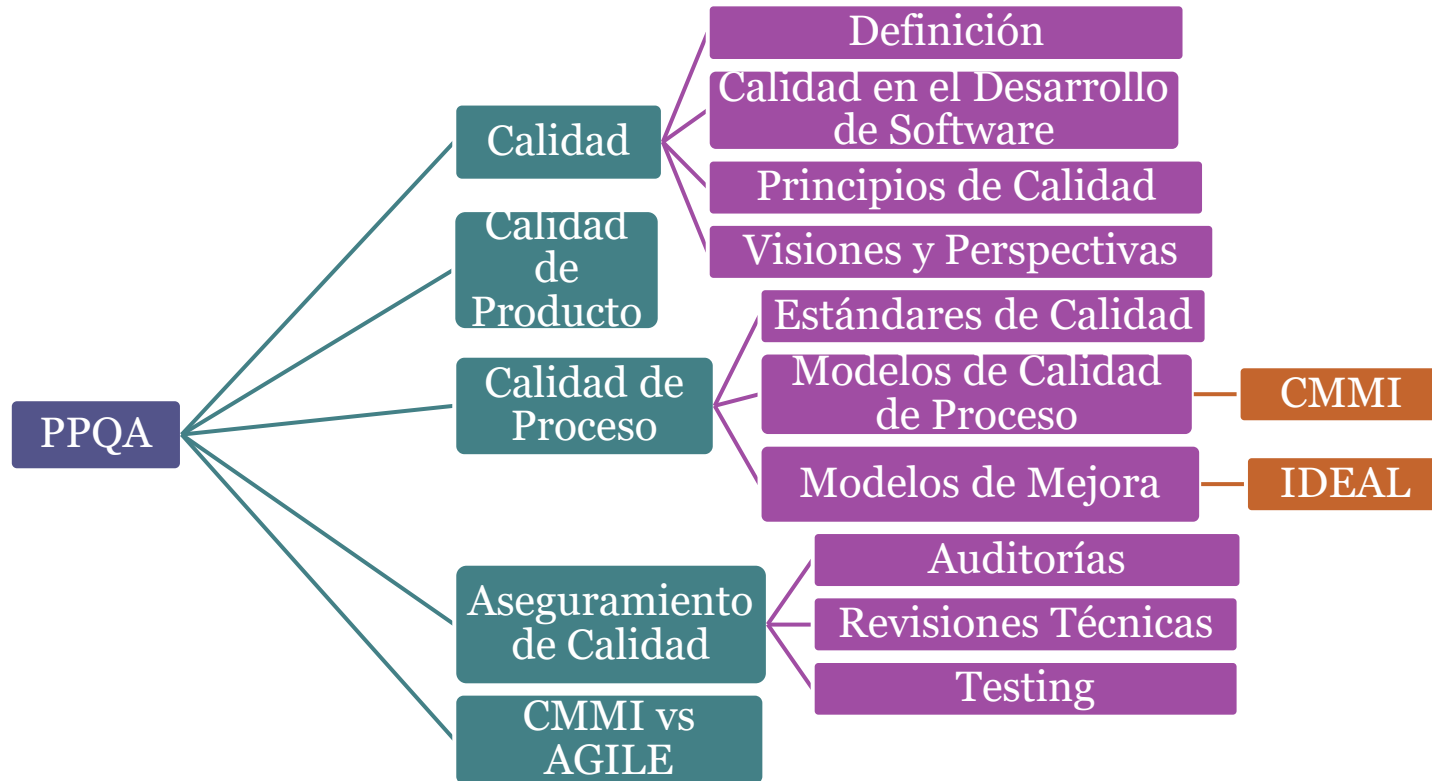 PPQA
Calidad
Definición
Calidad en el Desarrollo
de Software
Principios de Calidad
Visiones y Perspectivas
Calidad
de
Producto
Calidad de
Proceso
Estándares de Calidad
Modelos de Calidad
de Proceso
CMMI
Modelos de Mejora
IDEAL
Aseguramiento
de Calidad
Auditorías
Revisiones Técnicas
Testing
CMMI vs
AGILE